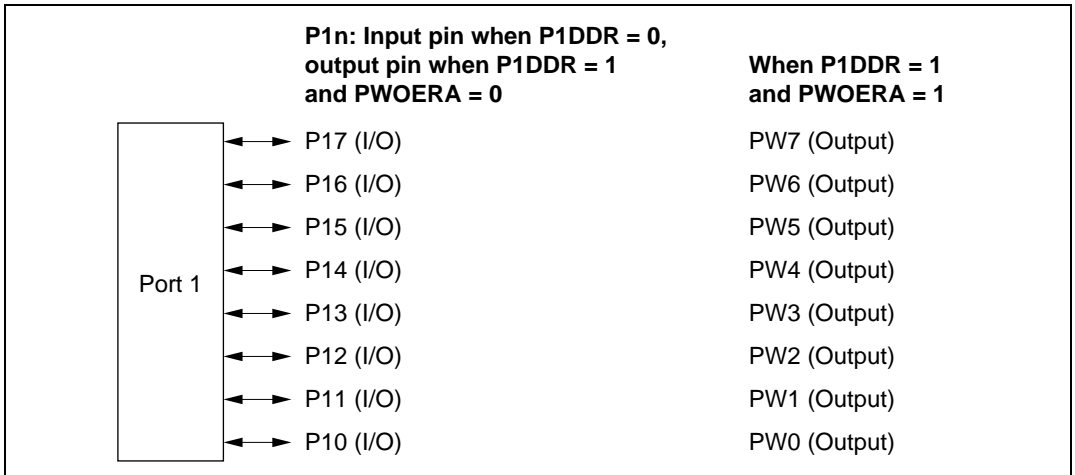 P1n: Input pin when P1DDR = 0,
output pin when P1DDR = 1
and PWOERA = 0
When P1DDR = 1
and PWOERA = 1
Port 1
P17 (I/O) PW7 (Output)
P16 (I/O) PW6 (Output)
P15 (I/O) PW5 (Output)
P14 (I/O) PW4 (Output)
P13 (I/O) PW3 (Output)
P12 (I/O) PW2 (Output)
P11 (I/O) PW1 (Output)
P10 (I/O) PW0 (Output)